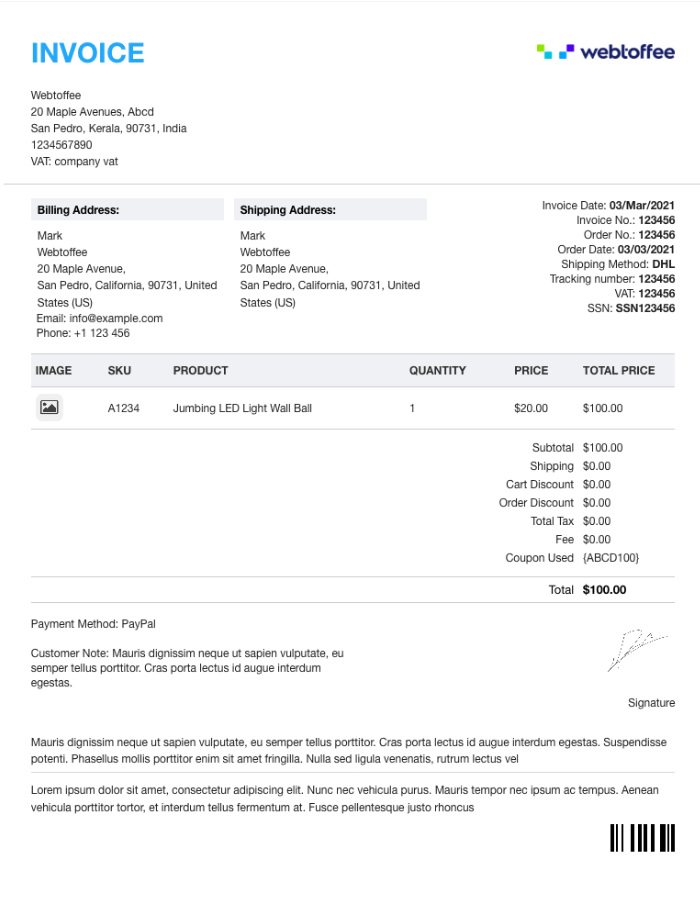 INVOICE
webtoffee
Webtoffee
20 Maple Avenues, Abcd
San Pedro, Kerala, 90731, India
1234567890
VAT: company vat
Billing Address:
Mark
Webtoffee
20 Maple Avenue,
San Pedro, California, 90731, United
States (US)
Email: info@example.com
Phone: +1 123 456
Shipping Address:
Mark
Webtoffee
20 Maple Avenue,
San Pedro, California, 90731, United
States (US)
Invoice Date: 03/Mar/2021
Invoice No.: 123456
Order No.: 123456
Order Date: 03/03/2021
Shipping Method: DHL
Tracking number: 123456
VAT: 123456
SSN: SSN123456
IMAGE SKU PRODUCT QUANTITY PRICE TOTAL PRICE
A1234 Jumbing LED Light Wall Ball 1 $20.00 $100.00
Subtotal $100.00
Shipping $0.00
Cart Discount $0.00
Order Discount $0.00
Total Tax $0.00
Fee $0.00
Coupon Used {ABCD100}
Total $100.00
Payment Method: PayPal
Customer Note: Mauris dignissim neque ut sapien vulputate, eu
semper tellus porttitor. Cras porta lectus id augue interdum
egestas.
Signature
Mauris dignissim neque ut sapien vulputate, eu semper tellus porttitor. Cras porta lectus id augue interdum egestas. Suspendisse
potenti. Phasellus mollis porttitor enim sit amet fringilla. Nulla sed ligula venenatis, rutrum lectus vel
Lorem ipsum dolor sit amet, consectetur adipiscing elit. Nunc nec vehicula purus. Mauris tempor nec ipsum ac tempus. Aenean
vehicula porttitor tortor, et interdum tellus fermentum at. Fusce pellentesque justo rhoncus